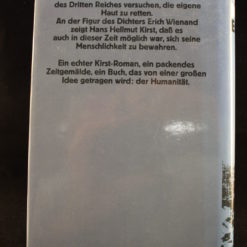 des Dritten Reiches versuchen, die eigene
Haut zu retten.
An der Figur des Dichters Erich Wienand
zeigt Hans Hellmut Kirst, daß es
auch in dieser Zeit möglich war, sich seine
Menschlichkeit zu bewahren.
Ein echter Kirst-Roman, ein packendes
Zeitgemälde, ein Buch, das von einer großen
Idee getragen wird: der Humanität.